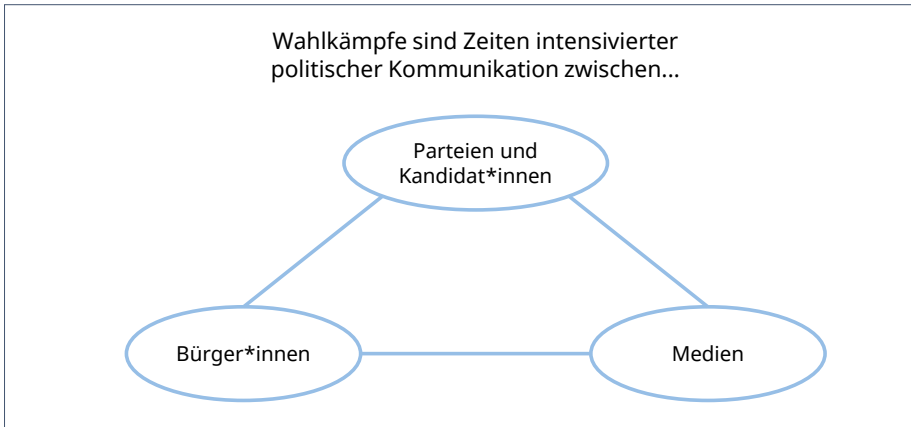 Wahlkämpfe sind Zeiten intensivierter
politischer Kommunikation zwischen...
Parteien und
Kandidat*innen
Bürger*innen
Medien